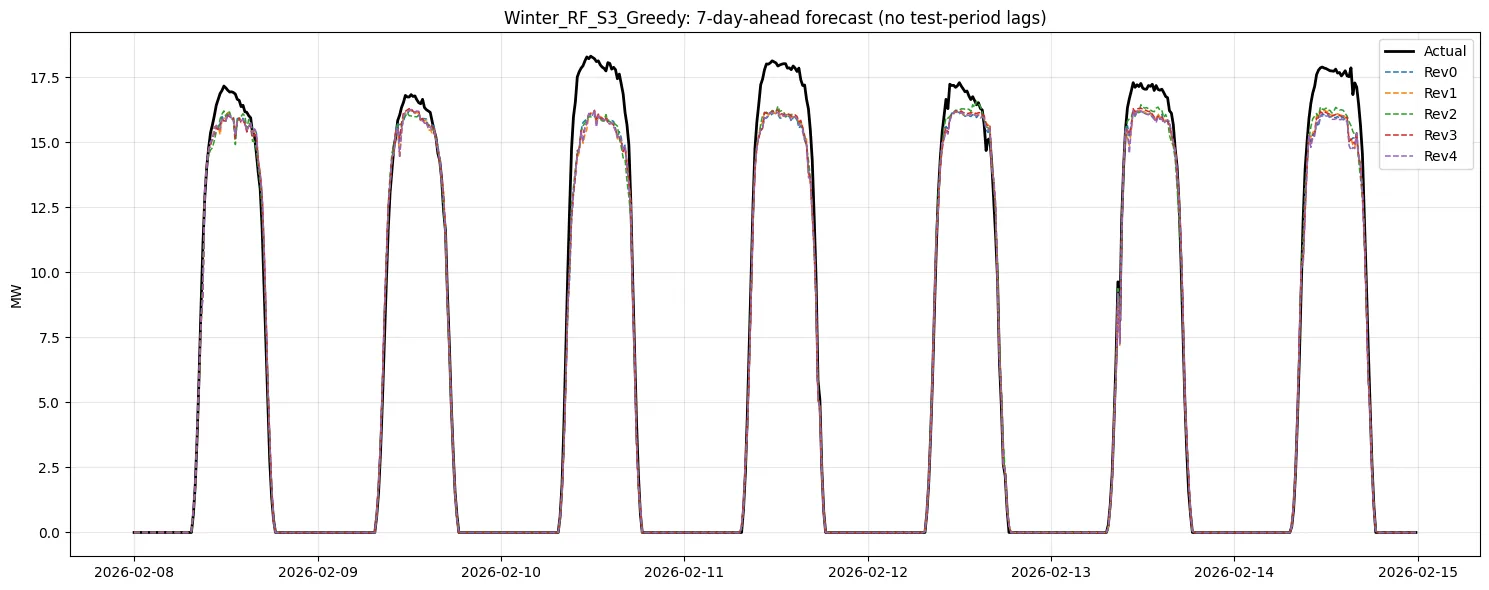 Winter_RF_S3_Greedy: 7-day-ahead forecast (no test-period lags)
Actual
Rev0
Rev1
Rev2
Rev3
Rev4
MW
17.5
15.0
12.5
10.0
7.5
5.0
2.5
0.0
2026-02-08 2026-02-09 2026-02-10 2026-02-11 2026-02-12 2026-02-13 2026-02-14 2026-02-15